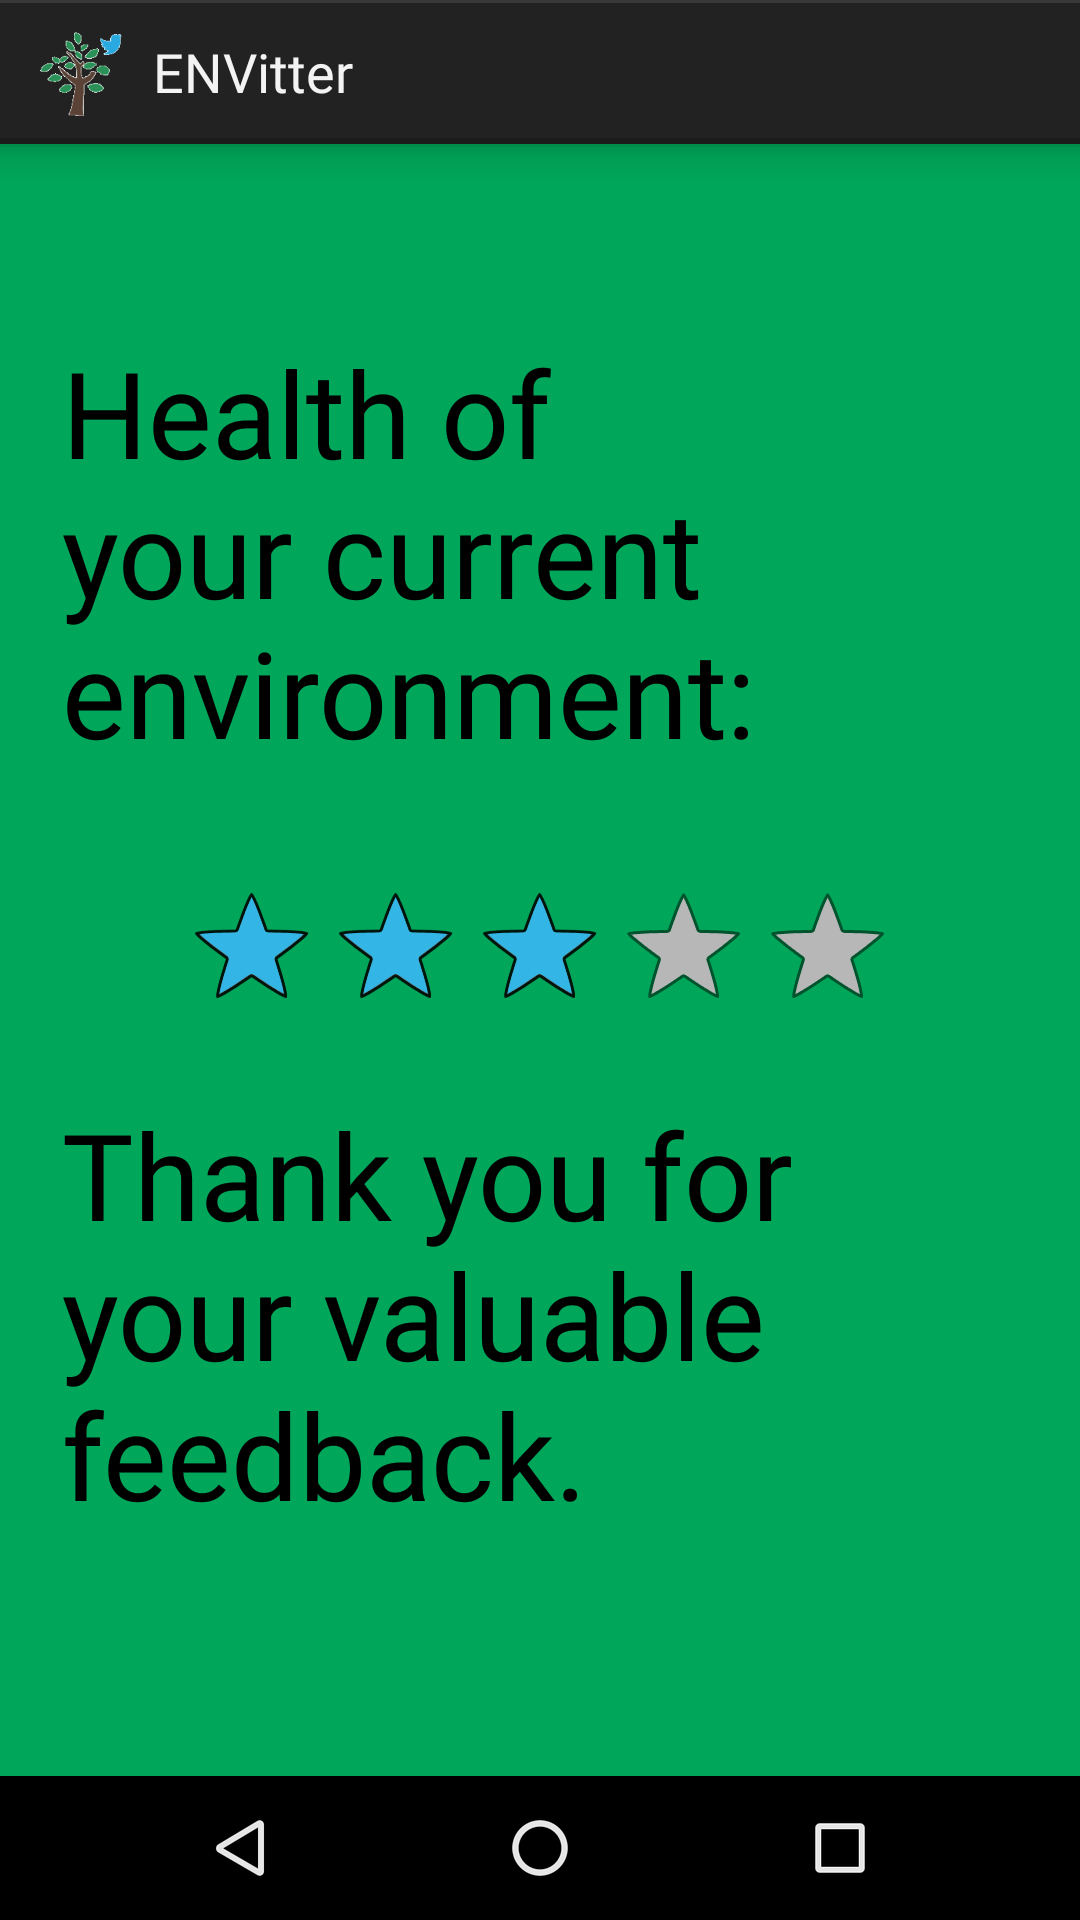 ENVitter
Health of
your current
environment:
Thank you for
your valuable
feedback.